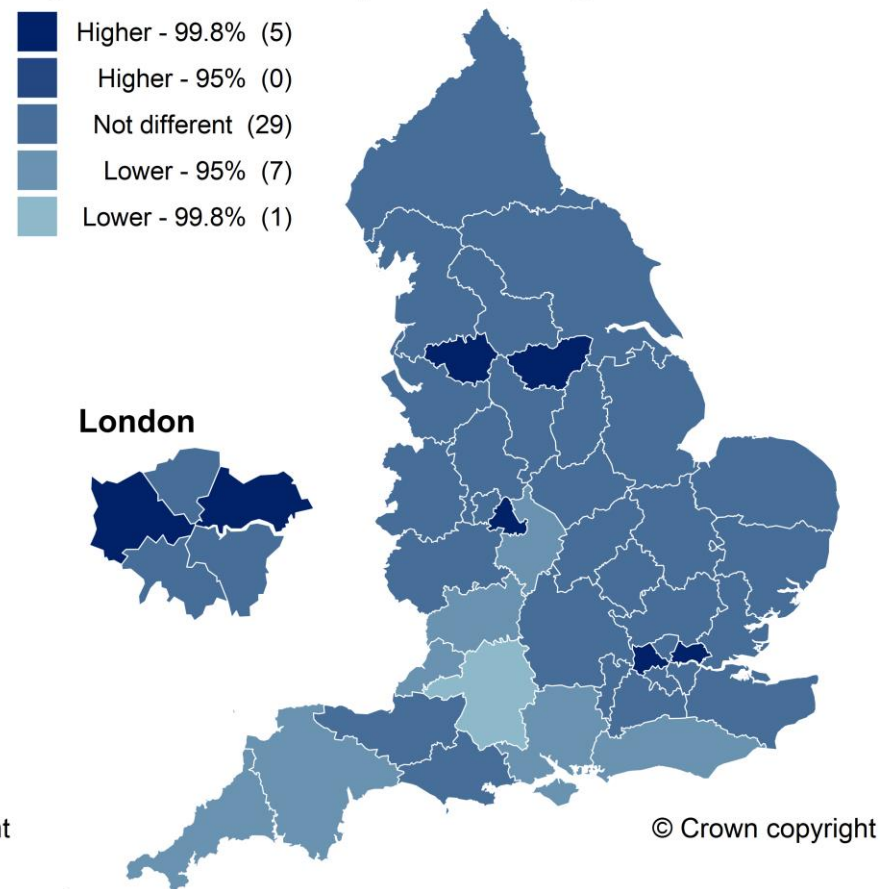 Higher - 99.8% (5)
Higher - 95% (0)
Not different (29)
Lower - 95% (7)
Lower - 99.8% (1)
London
© Crown copyright